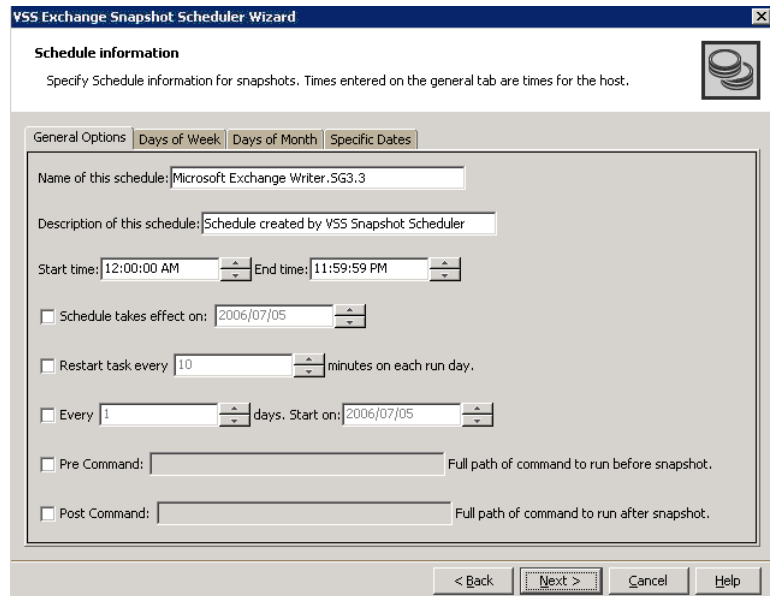 VSS Exchange Snapshot Scheduler Wizard
Schedule information
Specify Schedule information for snapshots. Times entered on the general tab are times for the host.
General Options Days of Week Days of Month Specific Dates
Name of this schedule: Microsoft Exchange Writer.SG3.3
Description of this schedule: Schedule created by VSS Snapshot Scheduler
Start time: 12:00:00 AM End time: 11:59:59 PM
Schedule takes effect on: 2006/07/05
Restart task every 10 minutes on each run day.
Every 1 days. Start on: 2006/07/05
Pre Command: Full path of command to run before snapshot.
Post Command: Full path of command to run after snapshot.
< Back Next > Cancel Help